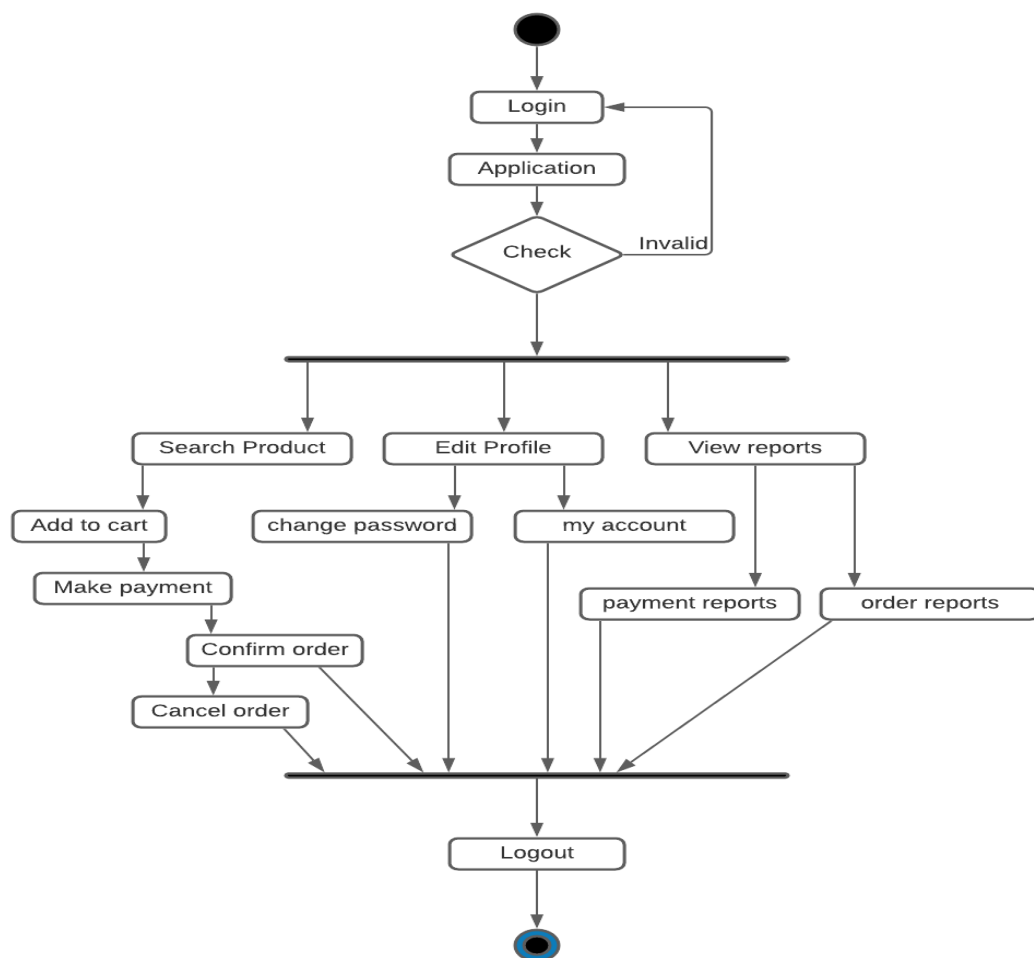 Login
Application
Check
Invalid
Search Product
Edit Profile
View reports
Add to cart
change password
my account
Make payment
payment reports
order reports
Confirm order
Cancel order
Logout